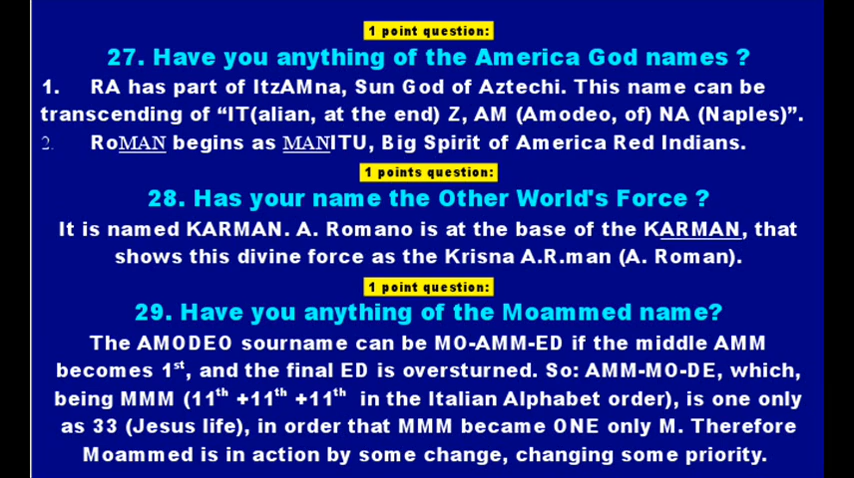 1 point question:
27. Have you anything of the America God names ?
1. RA has part of ItzAMna, Sun God of Aztechi. This name can be
transcending of “IT(alian, at the end) Z, AM (Amodeo, of) NA (Naples)”.
2. RoMAN begins as MANITU, Big Spirit of America Red Indians.
1 points question:
28. Has your name the Other World's Force ?
It is named KARMAN. A. Romano is at the base of the KARMAN, that
shows this divine force as the Krisna A.R.man (A. Roman).
1 point question:
29. Have you anything of the Moammed name?
The AMODEO sourname can be MO-AMM-ED if the middle AMM
becomes 1st, and the final ED is oversturned. So: AMM-MO-DE, which,
being MMM (11th +11th +11th in the Italian Alphabet order), is one only
as 33 (Jesus life), in order that MMM became ONE only M. Therefore
Moammed is in action by some change, changing some priority.